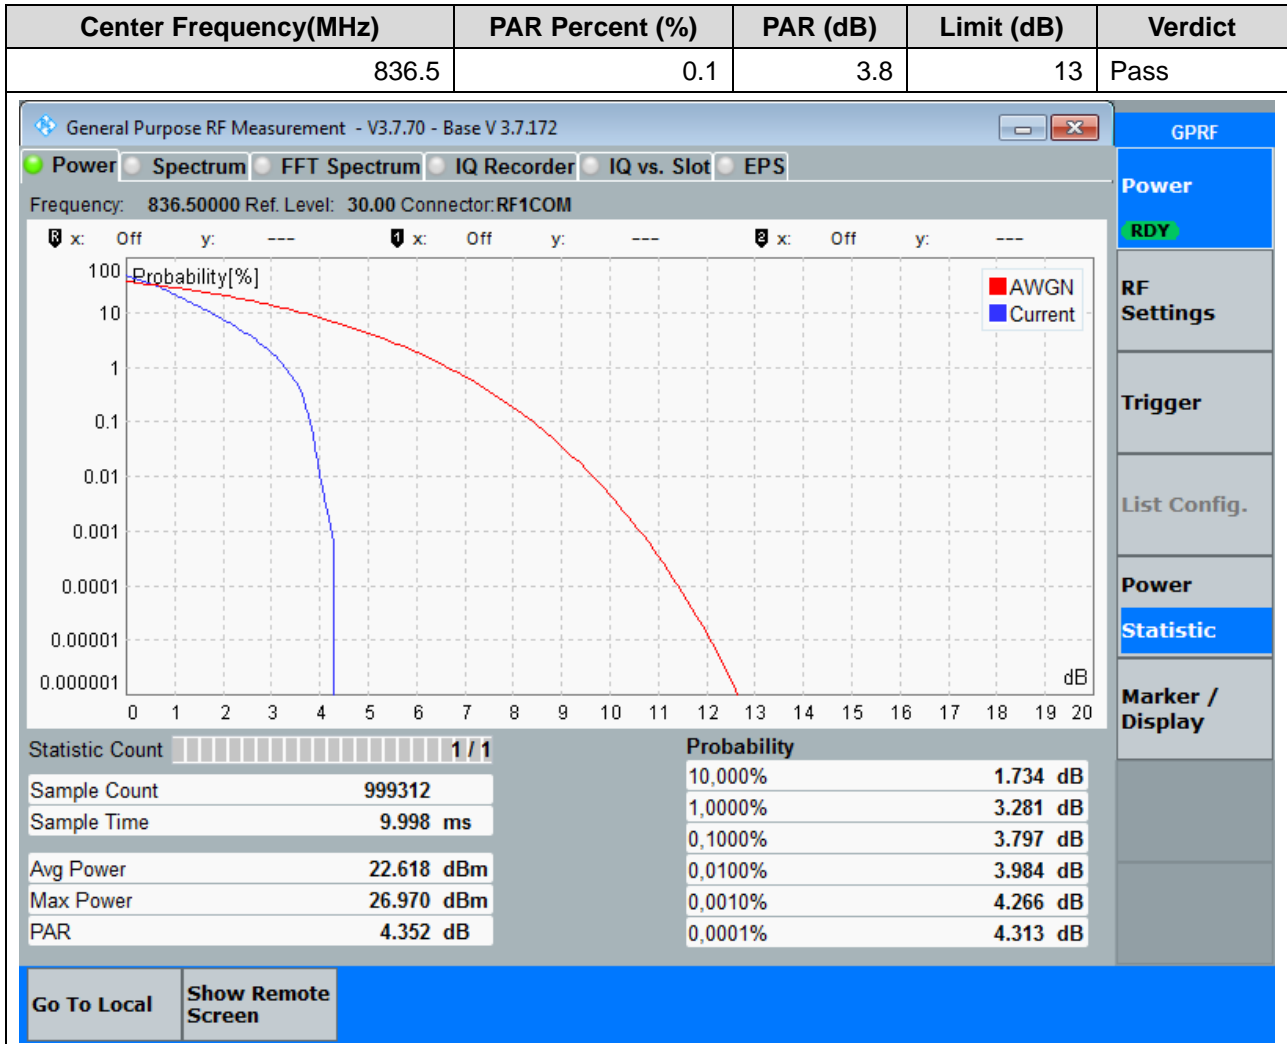 Center Frequency(MHz) PAR Percent (%) PAR (dB) Limit (dB) Verdict
836.5 0.1 3.8 13 Pass
General Purpose RF Measurement - V3.7.70 - Base V 3.7.172
GPRF
Power Spectrum FFT Spectrum IQ Recorder IQ vs. Slot EPS
Power
RDY
Frequency: 836.50000 Ref. Level: 30.00 Connector: RF1COM
R x: Off y: --- 1 x: Off y: --- 2 x: Off y: ---
Probability[%]
100
10
1
0.1
0.01
0.001
0.0001
0.00001
0.000001
AWGN
Current
dB
0 1 2 3 4 5 6 7 8 9 10 11 12 13 14 15 16 17 18 19 20
RF
Settings
Trigger
List Config.
Power
Statistic
Marker /
Display
Statistic Count 1 / 1
Sample Count 999312
Sample Time 9.998 ms
Avg Power 22.618 dBm
Max Power 26.970 dBm
PAR 4.352 dB
Probability
10,000% 1.734 dB
1,0000% 3.281 dB
0,1000% 3.797 dB
0,0100% 3.984 dB
0,0010% 4.266 dB
0,0001% 4.313 dB
Go To Local
Show Remote
Screen